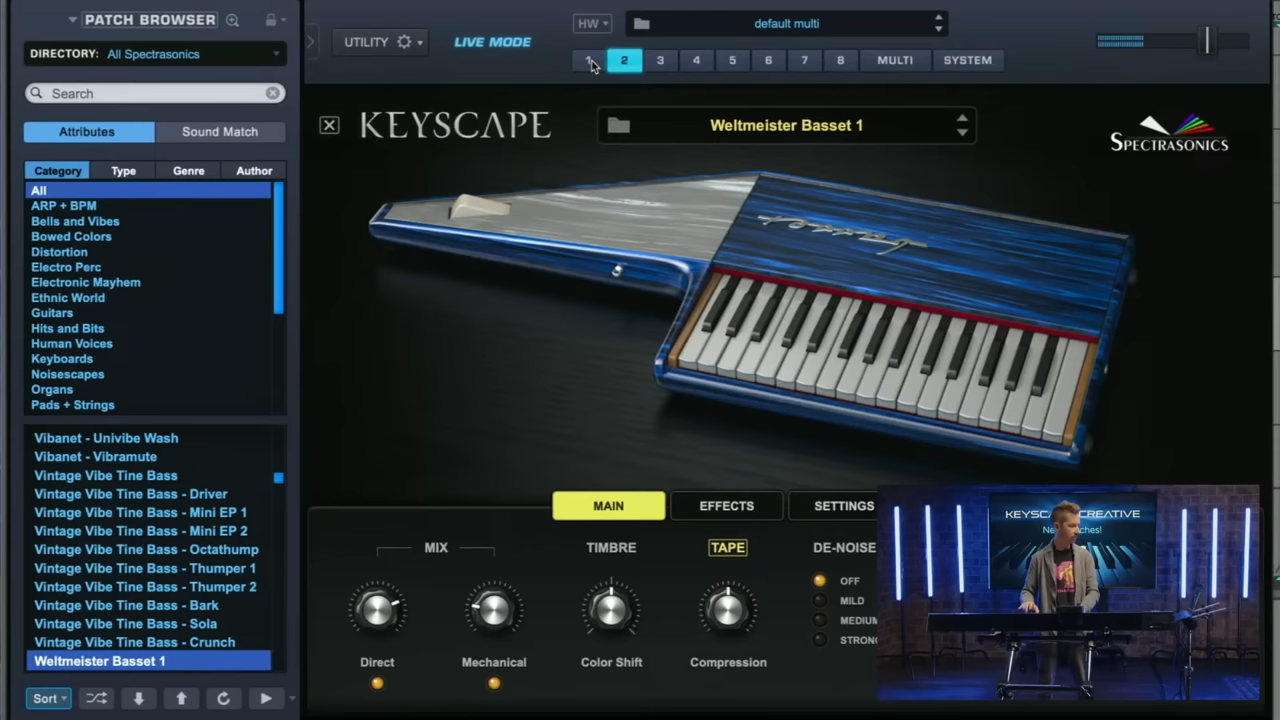 PATCH BROWSER
DIRECTORY: All Spectrasonics
Search
Attributes Sound Match
Category Type Genre Author
All
ARP + BPM
Bells and Vibes
Bowed Colors
Distortion
Electro Perc
Electronic Mayhem
Ethnic World
Guitars
Hits and Bits
Human Voices
Keyboards
Noisescapes
Organs
Pads + Strings
Vibanet - Univibe Wash
Vibanet - Vibramute
Vintage Vibe Tine Bass
Vintage Vibe Tine Bass - Driver
Vintage Vibe Tine Bass - Mini EP 1
Vintage Vibe Tine Bass - Mini EP 2
Vintage Vibe Tine Bass - Octathump
Vintage Vibe Tine Bass - Thumper 1
Vintage Vibe Tine Bass - Thumper 2
Vintage Vibe Tine Bass - Bark
Vintage Vibe Tine Bass - Sola
Vintage Vibe Tine Bass - Crunch
Weltmeister Basset 1
Sort
UTILITY LIVE MODE
HW default multi
1 2 3 4 5 6 7 8 MULTI SYSTEM
KEYSCAPE Weltmeister Basset 1 SPECTRASONICS
Basset
MAIN EFFECTS SETTINGS
MIX TIMBRE TAPE DE-NOISE
OFF
MILD
MEDIUM
Direct Mechanical Color Shift Compression